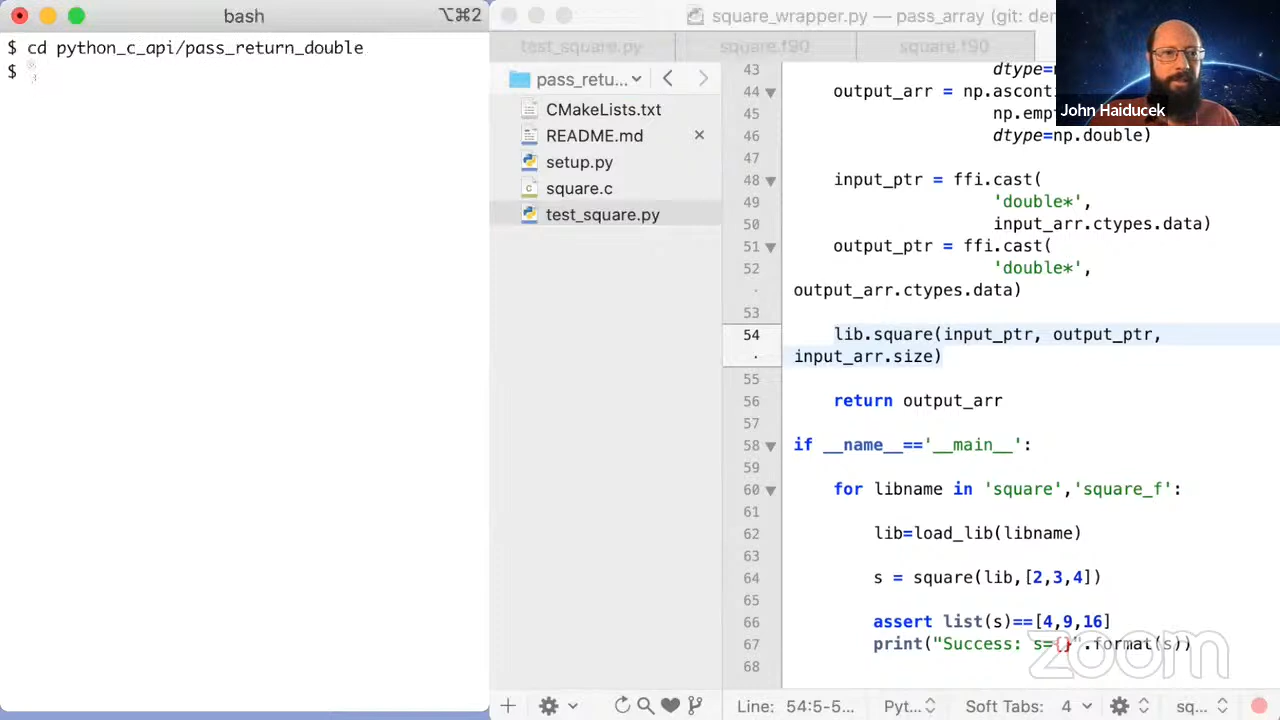 bash
⌥⌘2
$ cd python_c_api/pass_return_double
$
square_wrapper.py — pass_array (git: der
test_square.py
square.f90
square.f90
pass_retu...
CMakeLists.txt
README.md
setup.py
square.c
test_square.py
43 dtype=n
44 output_arr = np.asconti
45 np.empt
46 dtype=np.double)
47
48 input_ptr = ffi.cast(
49 'double*',
50 input_arr.ctypes.data)
51 output_ptr = ffi.cast(
52 'double*',
output_arr.ctypes.data)
53
54 lib.square(input_ptr, output_ptr,
input_arr.size)
55
56 return output_arr
57
58 if __name__=='__main__':
59
60 for libname in 'square','square_f':
61
62 lib=load_lib(libname)
63
64 s = square(lib,[2,3,4])
65
66 assert list(s)==[4,9,16]
67 print("Success: s={}".format(s))
68
John Haiducek
zoom
Line: 54:5-5...
Pyt...
Soft Tabs: 4
sq...